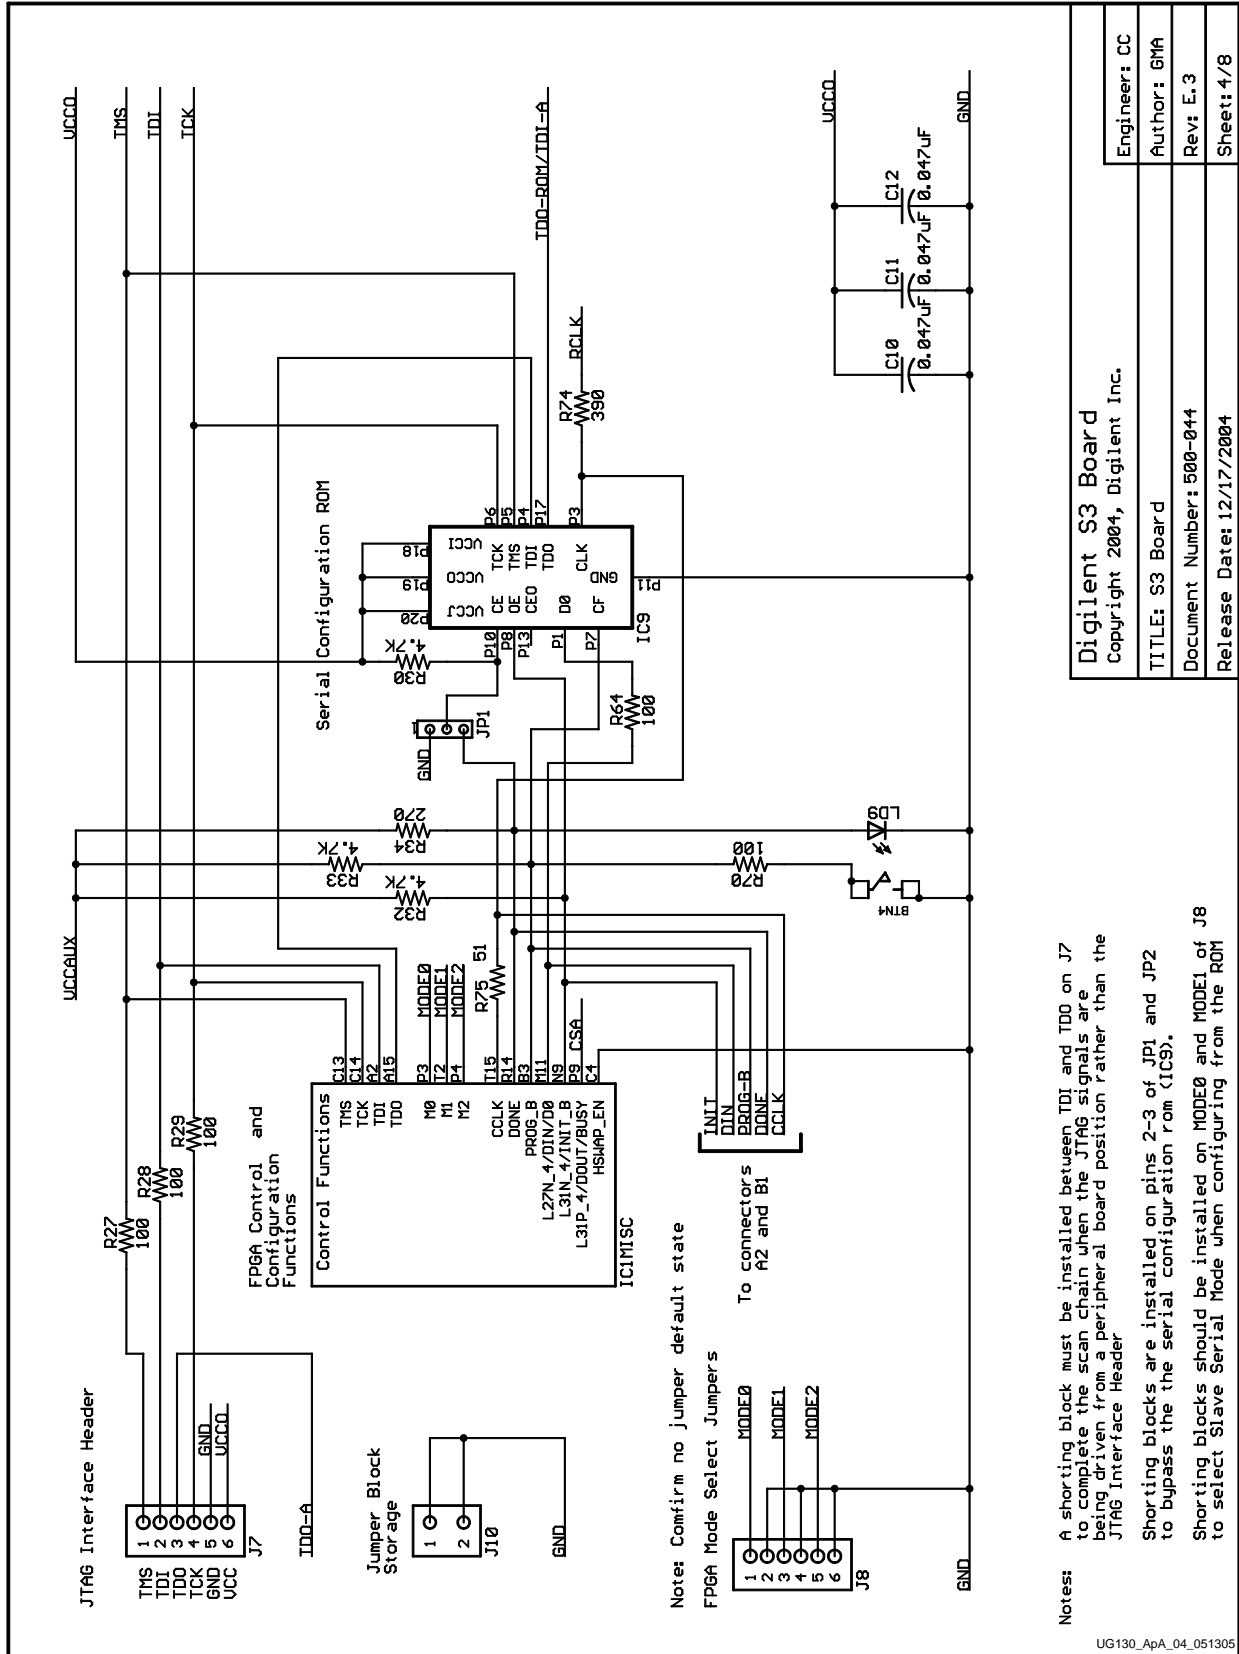 JTAG Interface Header
TMS
TDI
TDO
TCK
GND
VCC
1
2
3
4
5
6
J7
GND
VCCO
TDO-A
R27
100
R28
100
R29
100
VCCAUX
VCCO
TMS
TDI
TCK
Jumper Block
Storage
1
2
J10
GND
FPGA Control and
Configuration
Functions
Control Functions
TMS
TCK
TDI
TDO
M0
M1
M2
CCLK
DONE
PROG_B
L27N_4/DIN/D0
L31N_4/INIT_B
L31P_4/DOUT/BUSY
HSWAP_EN
IC1MISC
C13
C14
A2
A15
P3
T2
P4
T15
R14
B3
M11
N9
P9
C4
MODE0
MODE1
MODE2
R75
51
CSA
R32
4.7K
R33
4.7K
R34
270
GND
1
JP1
R30
4.7K
R64
100
Serial Configuration ROM
P20
P19
P18
VCCJ
VCCO
VCCI
P10
P8
P13
P1
P7
CE
OE
CEO
D0
CF
TCK
TMS
TDI
TDO
CLK
GND
P6
P5
P4
P17
P3
P11
IC9
R74
390
RCLK
TDO-ROM/TDI-A
Note: Comfirm no jumper default state
FPGA Mode Select Jumpers
1
2
3
4
5
6
J8
MODE0
MODE1
MODE2
GND
To connectors
A2 and B1
INIT
DIN
PROG-B
DONE
CCLK
R70
100
BTN4
LD9
VCCO
C10
0.047uF
C11
0.047uF
C12
0.047uF
GND
Notes:
A shorting block must be installed between TDI and TDO on J7
to complete the scan chain when the JTAG signals are
being driven from a peripheral board position rather than the
JTAG Interface Header
Shorting blocks are installed on pins 2-3 of JP1 and JP2
to bypass the the serial configuration rom (IC9).
Shorting blocks should be installed on MODE0 and MODE1 of J8
to select Slave Serial Mode when configuring from the ROM
Digilent S3 Board
Copyright 2004, Digilent Inc.
Engineer: CC
TITLE: S3 Board
Author: GMA
Document Number: 500-044
Rev: E.3
Release Date: 12/17/2004
Sheet: 4/8
UG130_ApA_04_051305